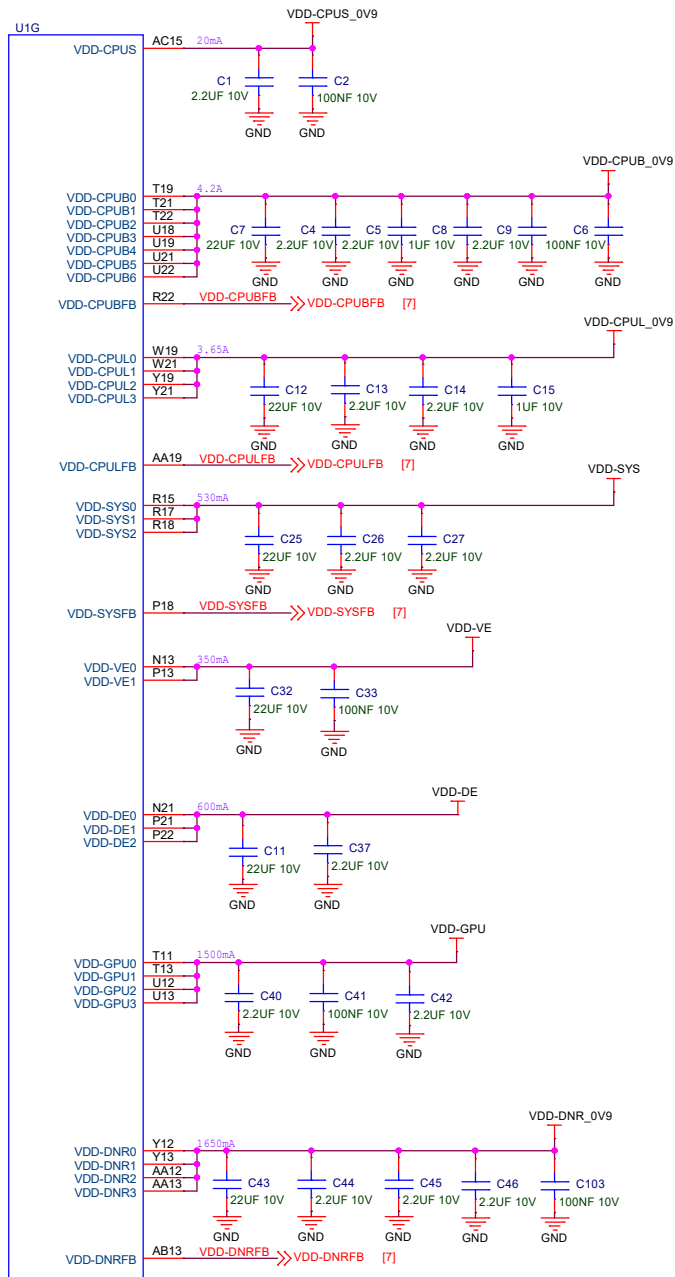 U1G
VDD-CPUS_0V9
VDD-CPUS AC15 20mA
C1 C2
2.2UF 10V 100NF 10V
GND GND
VDD-CPUB_0V9
VDD-CPUB0 T19 4.2A
VDD-CPUB1 T21
VDD-CPUB2 T22
VDD-CPUB3 U18
VDD-CPUB4 U19
VDD-CPUB5 U21
VDD-CPUB6 U22
C7 C4 C5 C8 C9 C6
22UF 10V 2.2UF 10V 2.2UF 10V 1UF 10V 2.2UF 10V 100NF 10V
GND GND GND GND GND GND
VDD-CPUBFB R22 VDD-CPUBFB VDD-CPUBFB [7]
VDD-CPUL_0V9
VDD-CPUL0 W19 3.65A
VDD-CPUL1 W21
VDD-CPUL2 Y19
VDD-CPUL3 Y21
C12 C13 C14 C15
22UF 10V 2.2UF 10V 2.2UF 10V 1UF 10V
GND GND GND GND
VDD-CPULFB AA19 VDD-CPULFB VDD-CPULFB [7]
VDD-SYS
VDD-SYS0 R15 530mA
VDD-SYS1 R17
VDD-SYS2 R18
C25 C26 C27
22UF 10V 2.2UF 10V 2.2UF 10V
GND GND GND
VDD-SYSFB P18 VDD-SYSFB VDD-SYSFB [7]
VDD-VE
VDD-VE0 N13 350mA
VDD-VE1 P13
C32 C33
22UF 10V 100NF 10V
GND GND
VDD-DE
VDD-DE0 N21 600mA
VDD-DE1 P21
VDD-DE2 P22
C11 C37
22UF 10V 2.2UF 10V
GND GND
VDD-GPU
VDD-GPU0 T11 1500mA
VDD-GPU1 T13
VDD-GPU2 U12
VDD-GPU3 U13
C40 C41 C42
2.2UF 10V 100NF 10V 2.2UF 10V
GND GND GND
VDD-DNR_0V9
VDD-DNR0 Y12 1650mA
VDD-DNR1 Y13
VDD-DNR2 AA12
VDD-DNR3 AA13
C43 C44 C45 C46 C103
22UF 10V 2.2UF 10V 2.2UF 10V 2.2UF 10V 100NF 10V
GND GND GND GND GND
VDD-DNRFB AB13 VDD-DNRFB VDD-DNRFB [7]